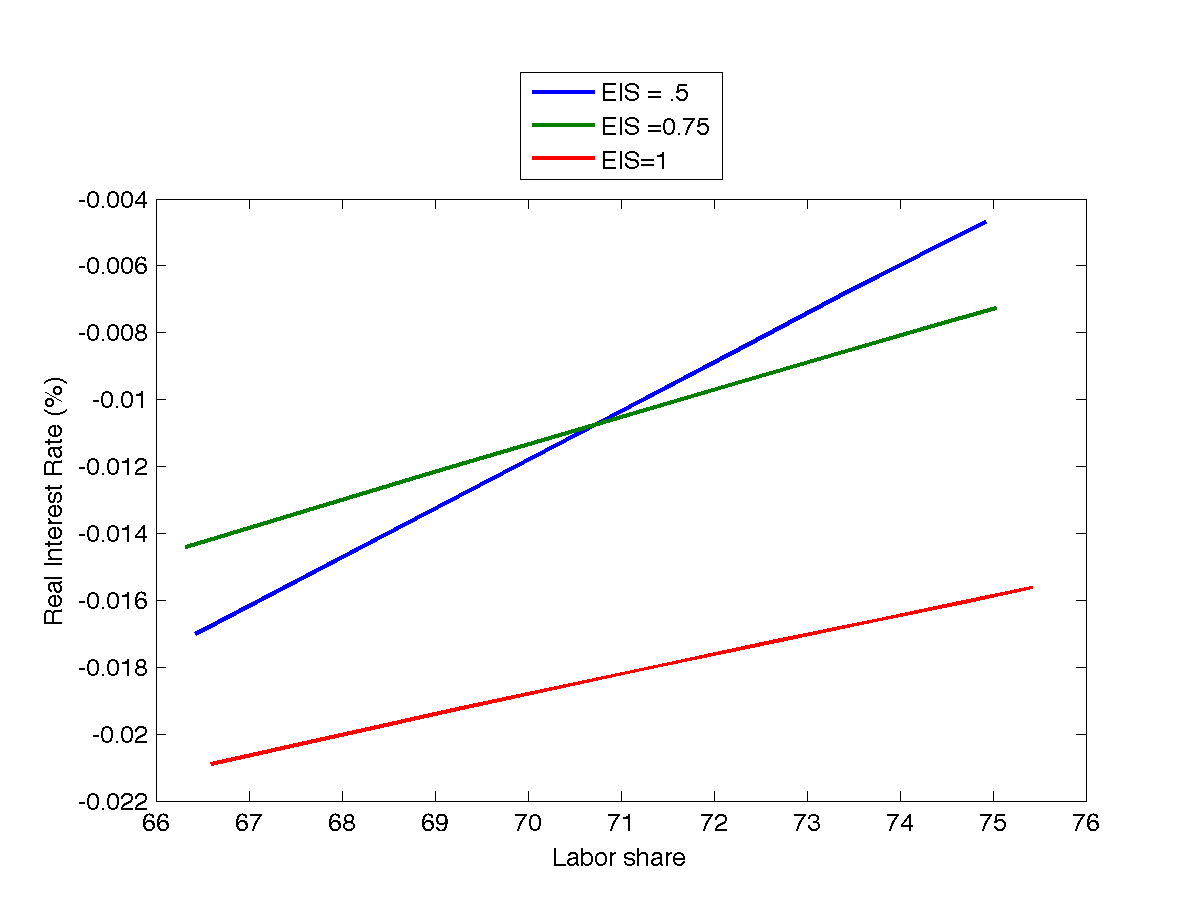 EIS = .5
EIS =0.75
EIS=1
-0.004
-0.006
-0.008
-0.01
-0.012
-0.014
-0.016
-0.018
-0.02
-0.022
Real Interest Rate (%)
66 67 68 69 70 71 72 73 74 75 76
Labor share